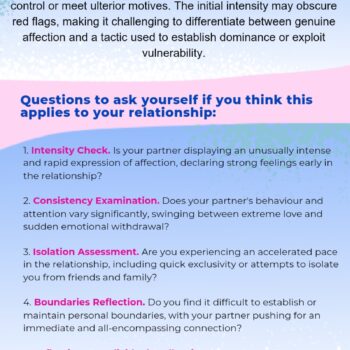 control or meet ulterior motives. The initial intensity may obscure
red flags, making it challenging to differentiate between genuine
affection and a tactic used to establish dominance or exploit
vulnerability.
Questions to ask yourself if you think this
applies to your relationship:
1. Intensity Check. Is your partner displaying an unusually intense
and rapid expression of affection, declaring strong feelings early in
the relationship?
2. Consistency Examination. Does your partner's behaviour and
attention vary significantly, swinging between extreme love and
sudden emotional withdrawal?
3. Isolation Assessment. Are you experiencing an accelerated pace
in the relationship, including quick exclusivity or attempts to isolate
you from friends and family?
4. Boundaries Reflection. Do you find it difficult to establish or
maintain personal boundaries, with your partner pushing for an
immediate and all-encompassing connection?